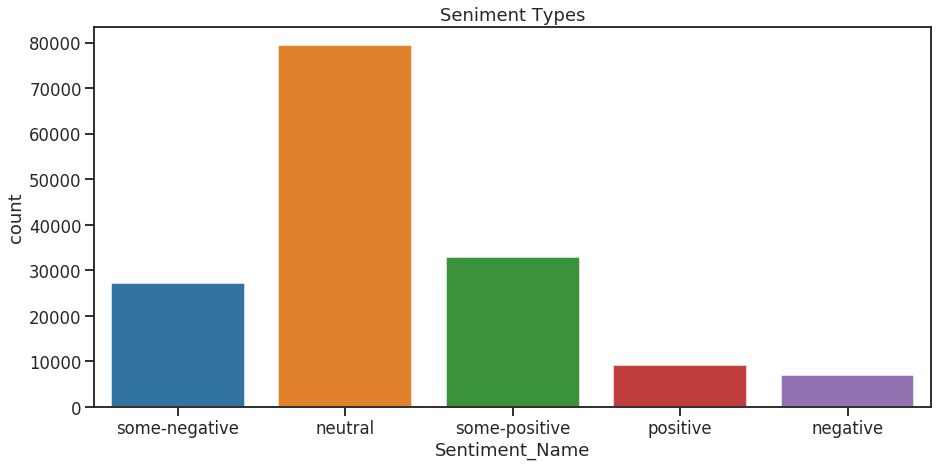 Seniment Types
80000
70000
60000
50000
40000
30000
20000
10000
0
count
some-negative neutral some-positive positive negative
Sentiment_Name